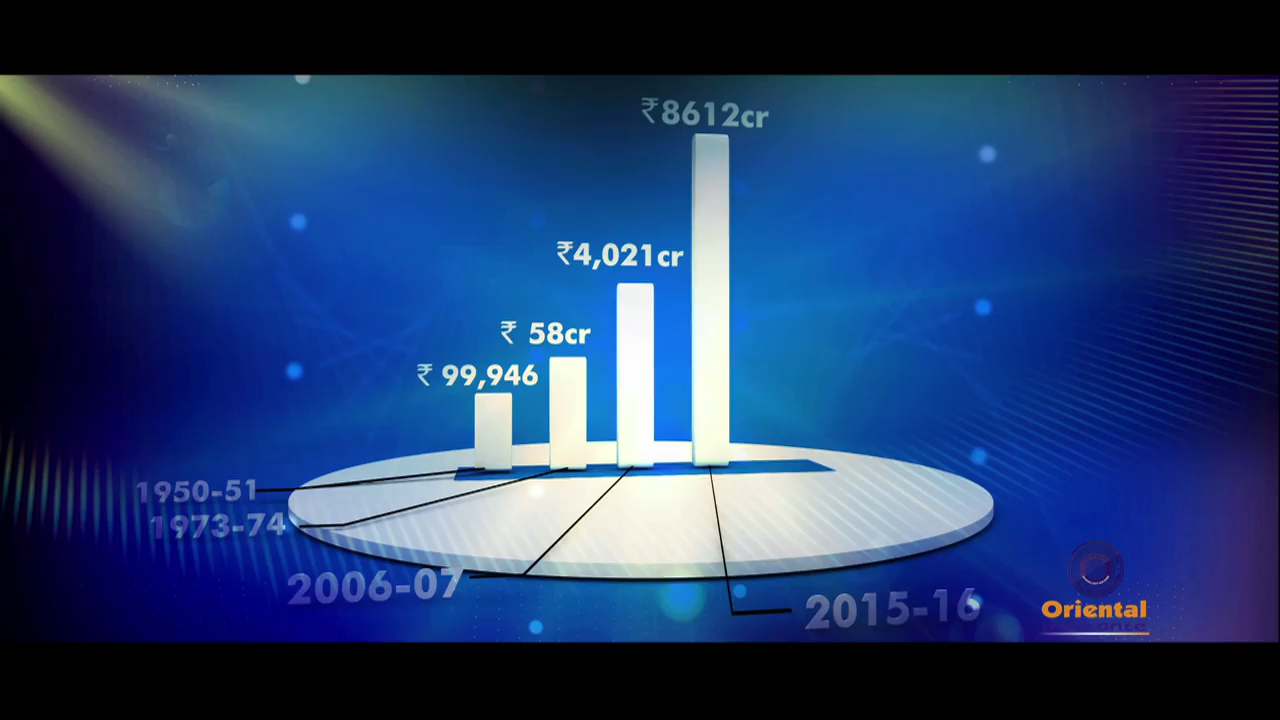 ₹8612cr
₹4,021cr
₹ 58cr
₹ 99,946
1950-51
1973-74
2006-07
2015-16
Oriental